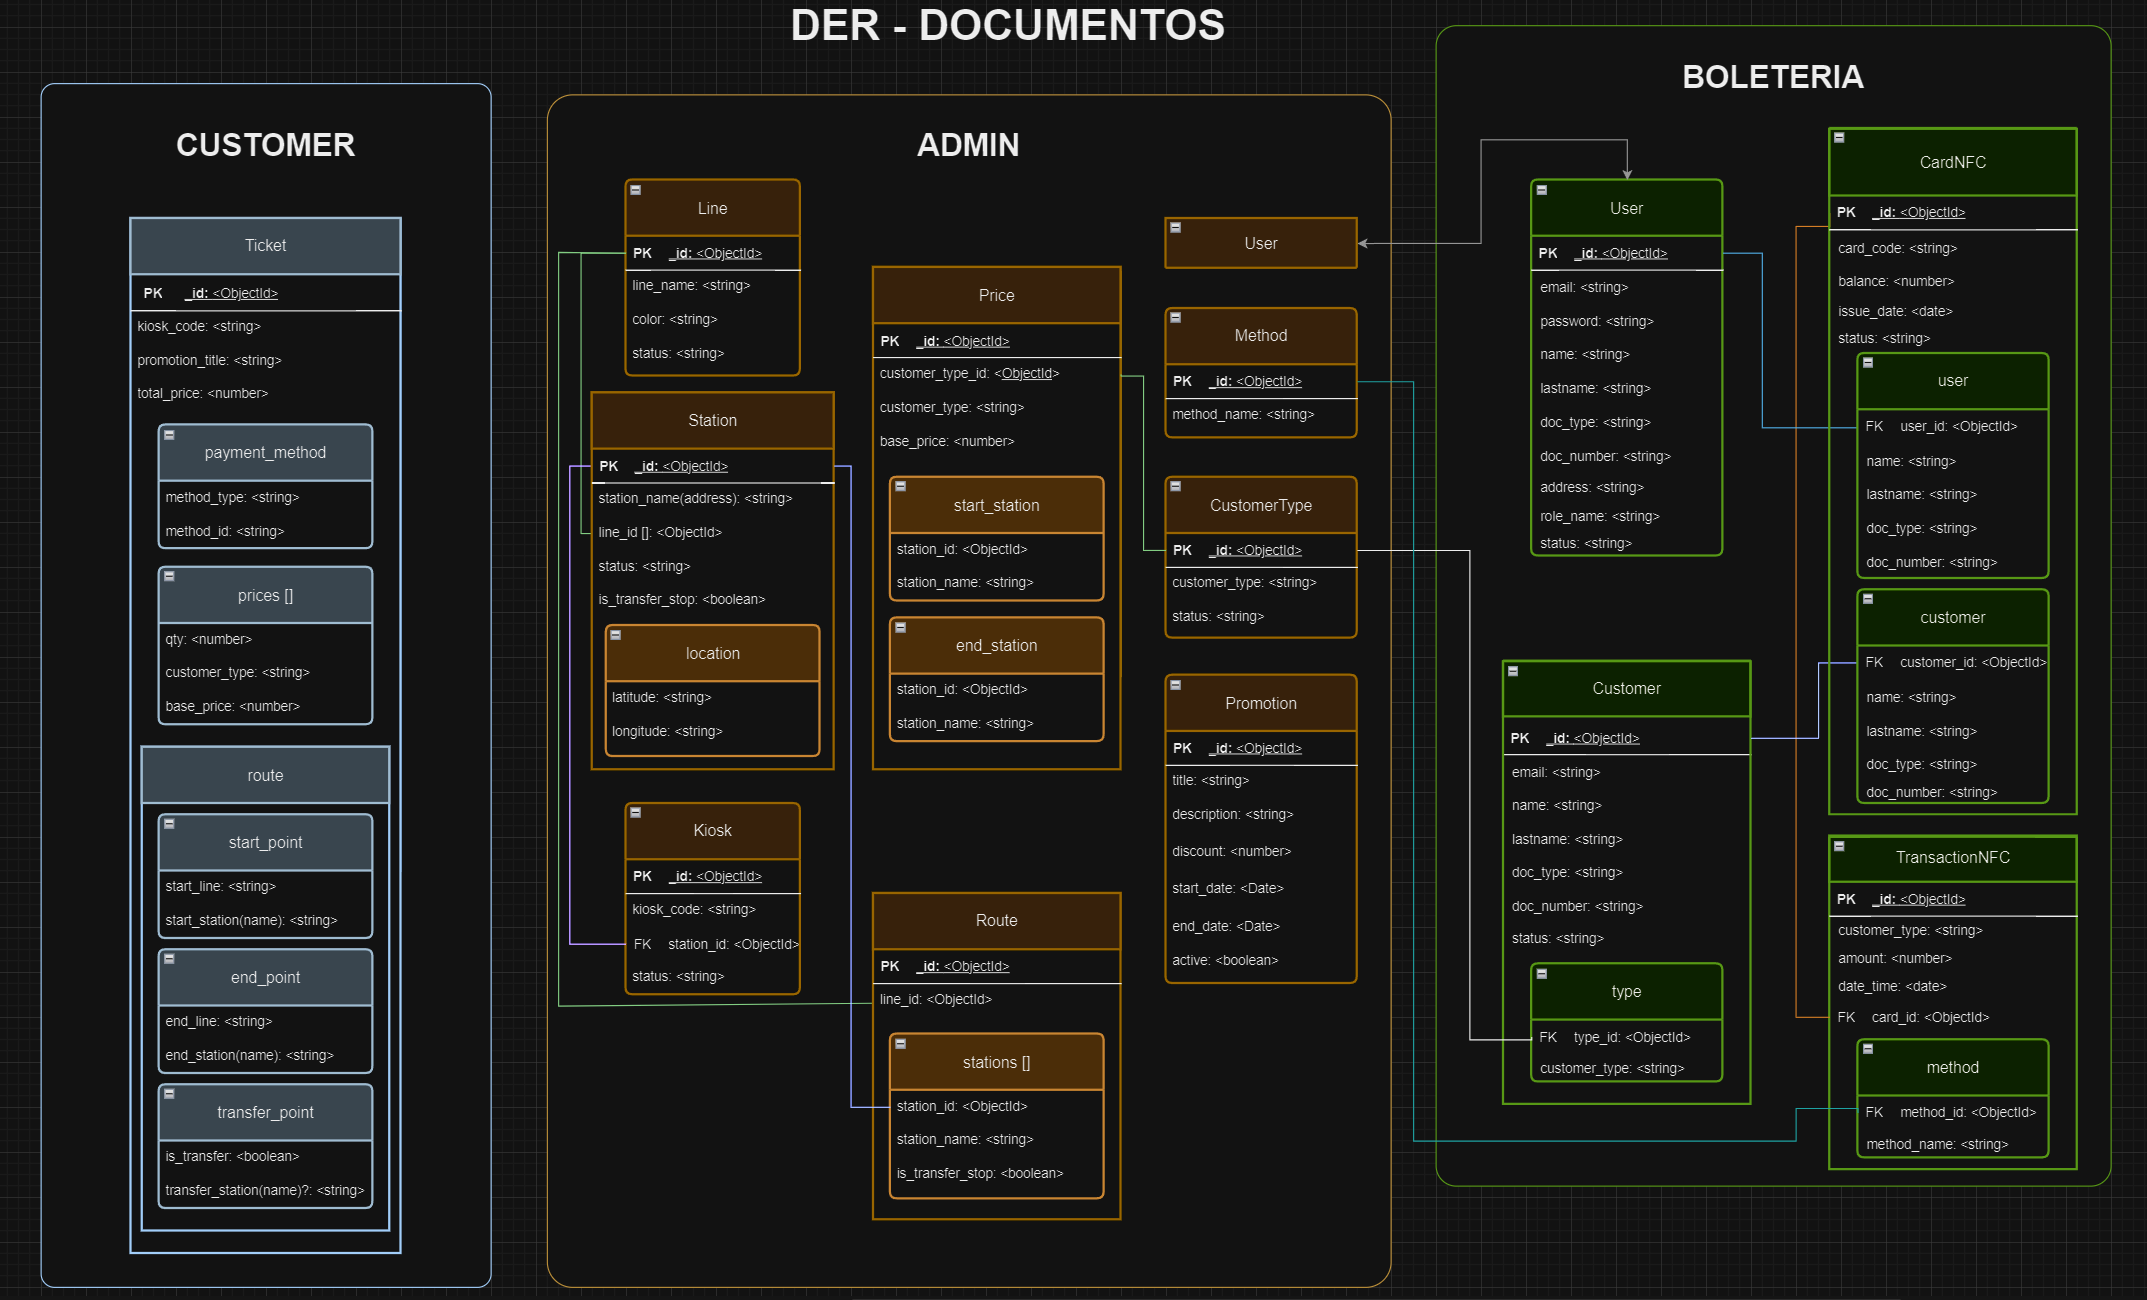 DER - DOCUMENTOS
CUSTOMER
Ticket
PK _id: <ObjectId>
kiosk_code: <string>
promotion_title: <string>
total_price: <number>
payment_method
method_type: <string>
method_id: <string>
prices []
qty: <number>
customer_type: <string>
base_price: <number>
route
start_point
start_line: <string>
start_station(name): <string>
end_point
end_line: <string>
end_station(name): <string>
transfer_point
is_transfer: <boolean>
transfer_station(name)?: <string>
ADMIN
Line
PK _id: <ObjectId>
line_name: <string>
color: <string>
status: <string>
Station
PK _id: <ObjectId>
station_name(address): <string>
line_id []: <ObjectId>
status: <string>
is_transfer_stop: <boolean>
location
latitude: <string>
longitude: <string>
Kiosk
PK _id: <ObjectId>
kiosk_code: <string>
FK station_id: <ObjectId>
status: <string>
Price
PK _id: <ObjectId>
customer_type_id: <ObjectId>
customer_type: <string>
base_price: <number>
start_station
station_id: <ObjectId>
station_name: <string>
end_station
station_id: <ObjectId>
station_name: <string>
Route
PK _id: <ObjectId>
line_id: <ObjectId>
stations []
station_id: <ObjectId>
station_name: <string>
is_transfer_stop: <boolean>
User
Method
PK _id: <ObjectId>
method_name: <string>
CustomerType
PK _id: <ObjectId>
customer_type: <string>
status: <string>
Promotion
PK _id: <ObjectId>
title: <string>
description: <string>
discount: <number>
start_date: <Date>
end_date: <Date>
active: <boolean>
BOLETERIA
User
PK _id: <ObjectId>
email: <string>
password: <string>
name: <string>
lastname: <string>
doc_type: <string>
doc_number: <string>
address: <string>
role_name: <string>
status: <string>
Customer
PK _id: <ObjectId>
email: <string>
name: <string>
lastname: <string>
doc_type: <string>
doc_number: <string>
status: <string>
type
FK type_id: <ObjectId>
customer_type: <string>
CardNFC
PK _id: <ObjectId>
card_code: <string>
balance: <number>
issue_date: <date>
status: <string>
user
FK user_id: <ObjectId>
name: <string>
lastname: <string>
doc_type: <string>
doc_number: <string>
customer
FK customer_id: <ObjectId>
name: <string>
lastname: <string>
doc_type: <string>
doc_number: <string>
TransactionNFC
PK _id: <ObjectId>
customer_type: <string>
amount: <number>
date_time: <date>
FK card_id: <ObjectId>
method
FK method_id: <ObjectId>
method_name: <string>